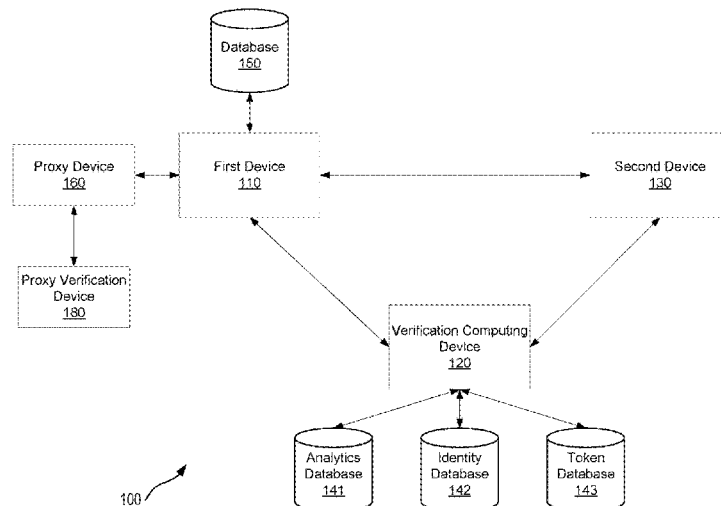 Database
150
Proxy Device
160
First Device
110
Second Device
130
Proxy Verification
Device
180
Verification Computing
Device
120
Analytics
Database
141
Identity
Database
142
Token
Database
143
100